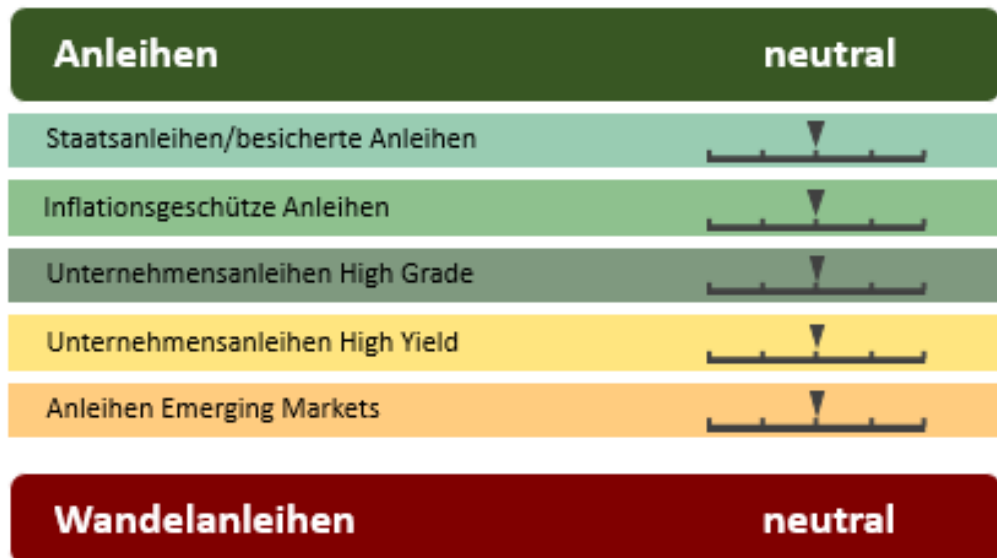 Anleihen neutral
Staatsanleihen/besicherte Anleihen
Inflationsgeschütze Anleihen
Unternehmensanleihen High Grade
Unternehmensanleihen High Yield
Anleihen Emerging Markets
Wandelanleihen neutral